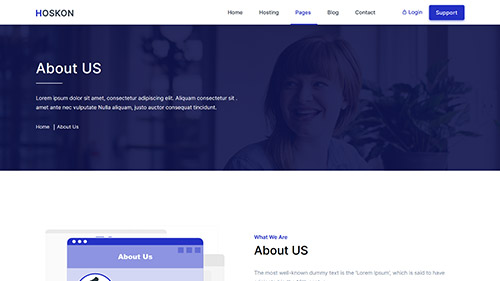 HOSKON
Home Hosting Pages Blog Contact Login Support
About US
Lorem ipsum dolor sit amet, consectetur adipiscing elit. Aliquam consectetur sit .
amet ante nec vulputate Nulla aliquam, justo auctor consequat tincidunt.
Home | About Us
What We Are
About US
About Us
The most well-known dummy text is the 'Lorem Ipsum', which is said to have